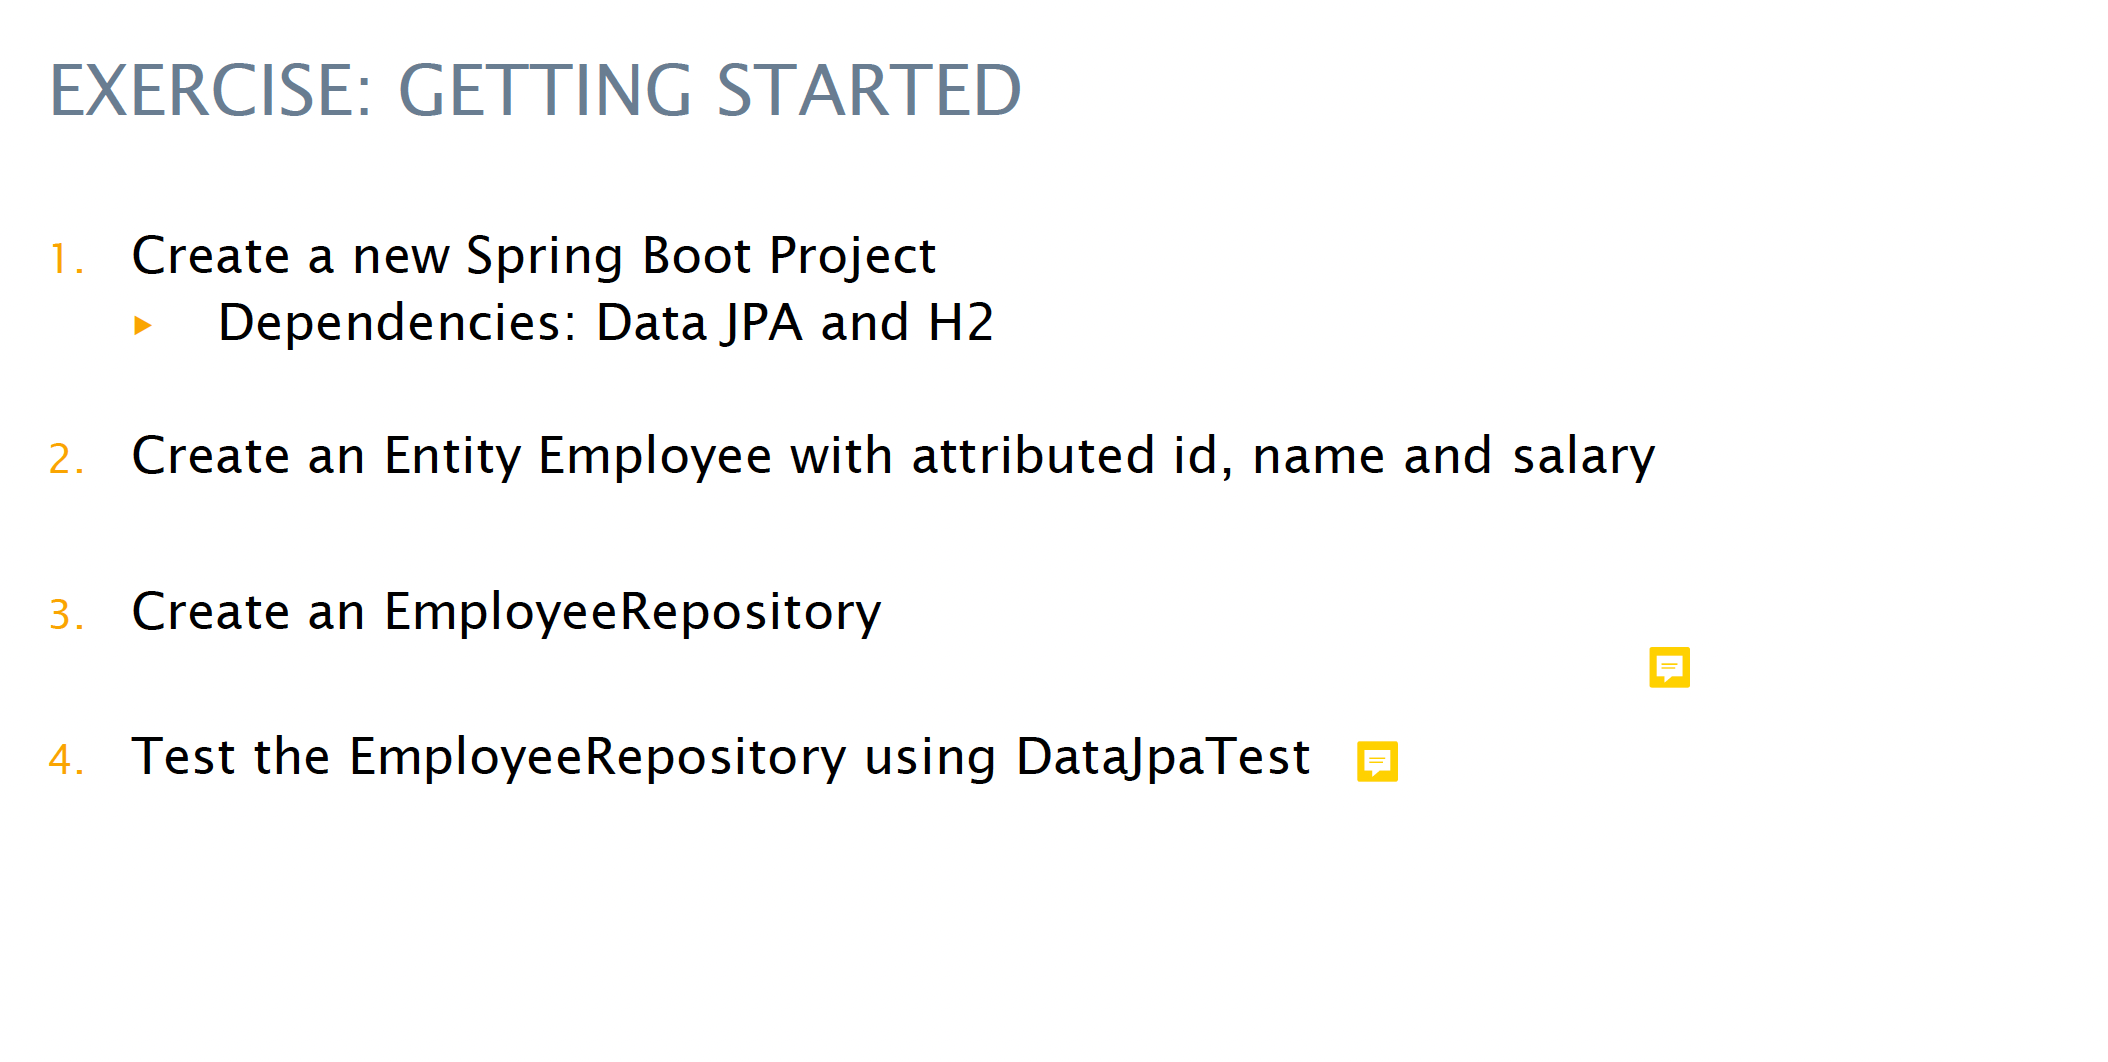 EXERCISE: GETTING STARTED
1. Create a new Spring Boot Project
Dependencies: Data JPA and H2
2. Create an Entity Employee with attributed id, name and salary
3. Create an EmployeeRepository
4. Test the EmployeeRepository using DataJpaTest